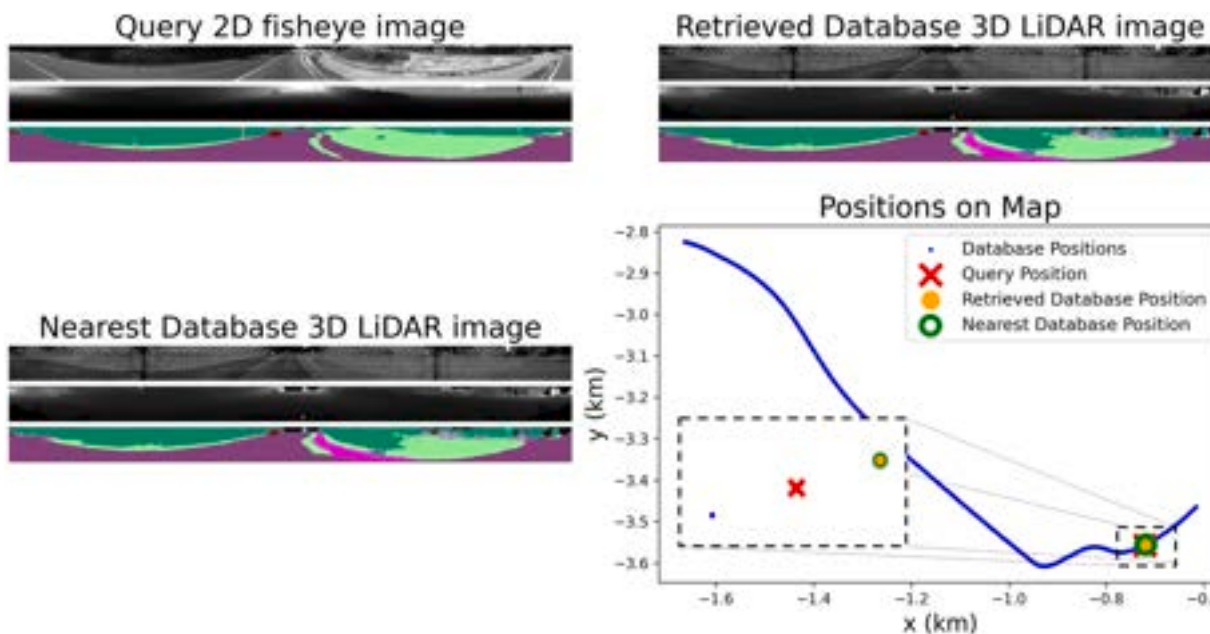 Query 2D fisheye image
Retrieved Database 3D LiDAR image
Nearest Database 3D LiDAR image
Positions on Map
Database Positions
Query Position
Retrieved Database Position
Nearest Database Position
y (km)
−2.8
−2.9
−3.0
−3.1
−3.2
−3.3
−3.4
−3.5
−3.6
−1.6
−1.4
−1.2
−1.0
−0.8
x (km)